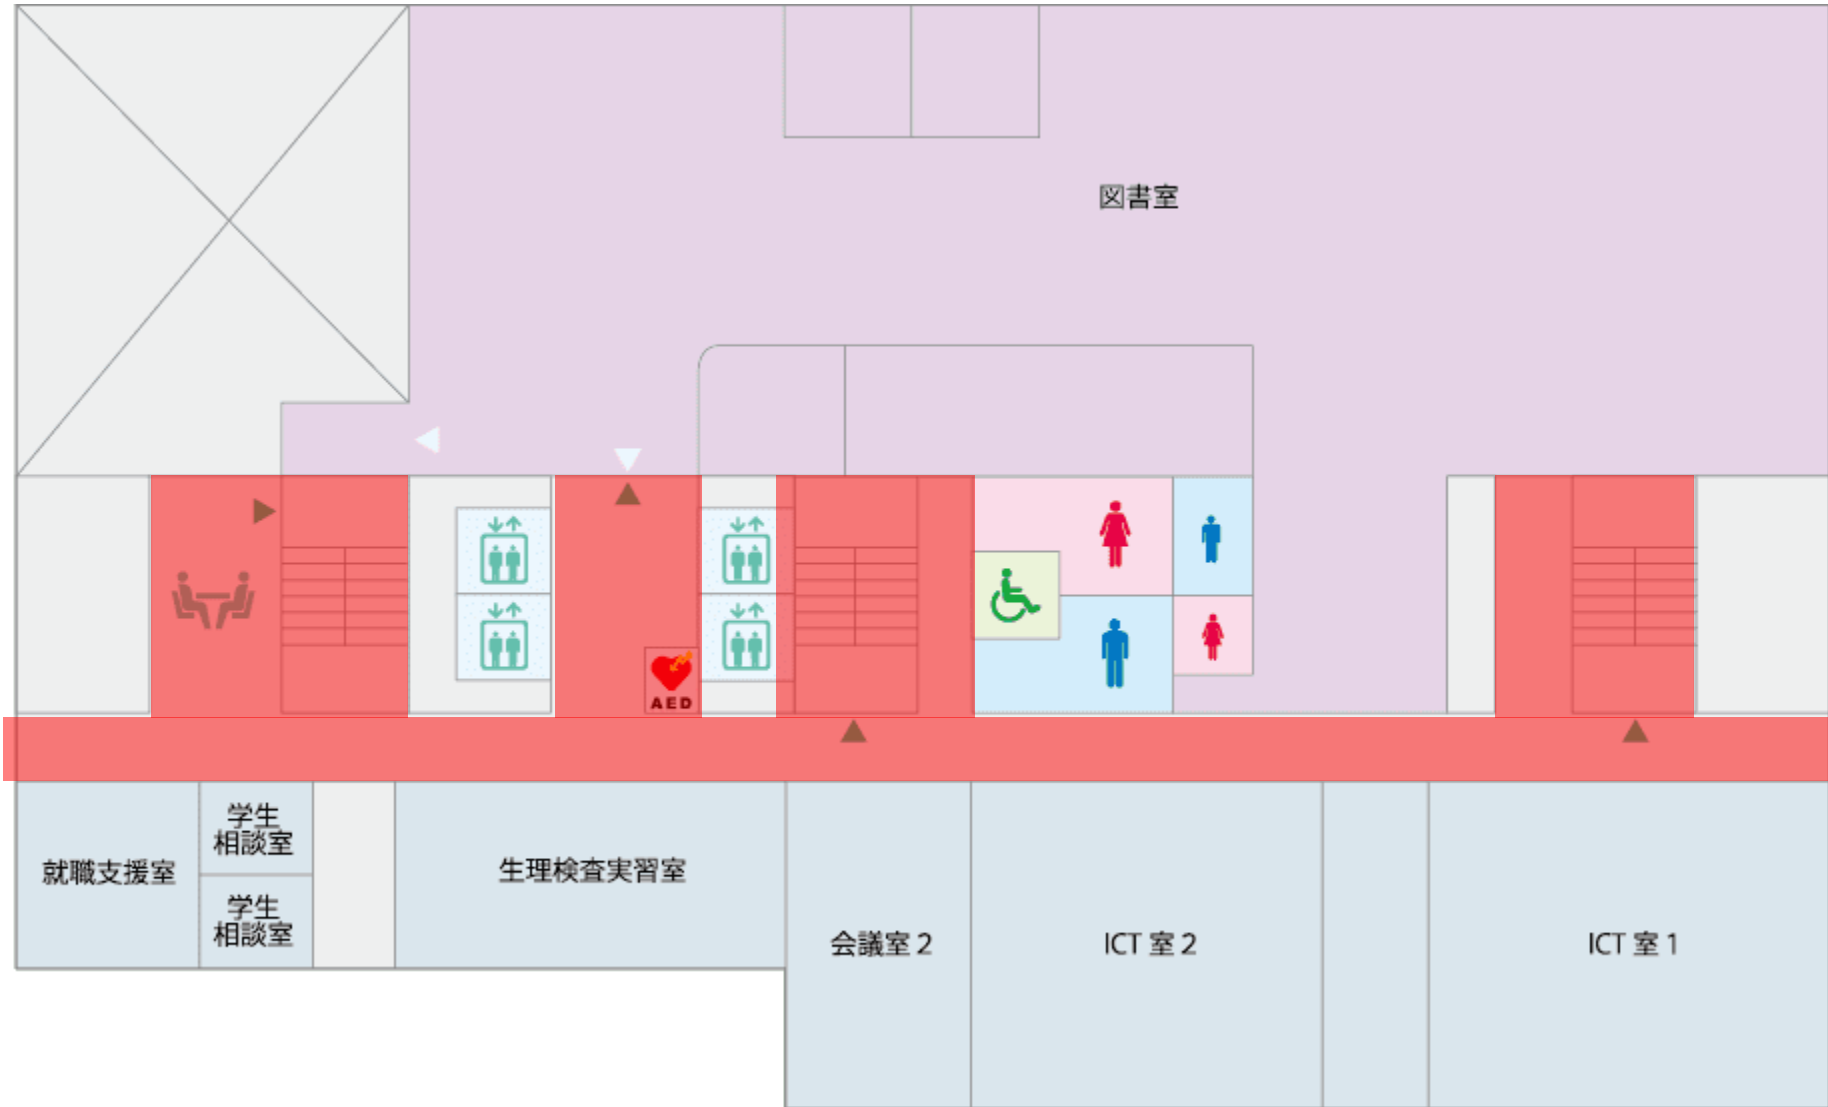 図書室
AED
学生
相談室
就職支援室
学生
相談室
生理検査実習室
会議室 2
ICT 室 2
ICT 室 1